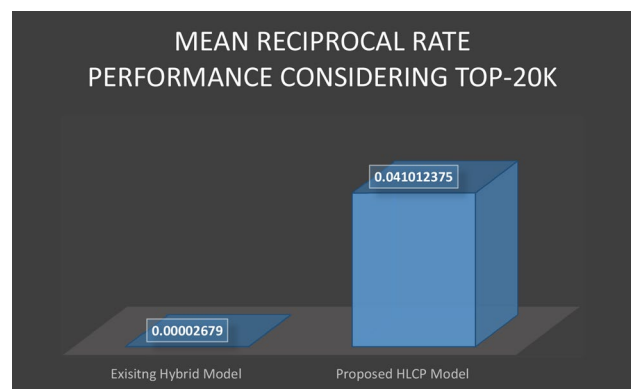 MEAN RECIPROCAL RATE
PERFORMANCE CONSIDERING TOP-20K
0.041012375
0.00002679
Exisitng Hybrid Model
Proposed HLCP Model